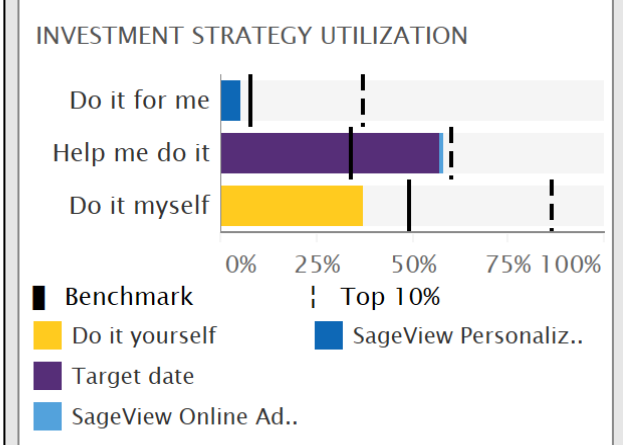 INVESTMENT STRATEGY UTILIZATION
Do it for me
Help me do it
Do it myself
0% 25% 50% 75% 100%
Benchmark Top 10%
Do it yourself SageView Personaliz..
Target date
SageView Online Ad..